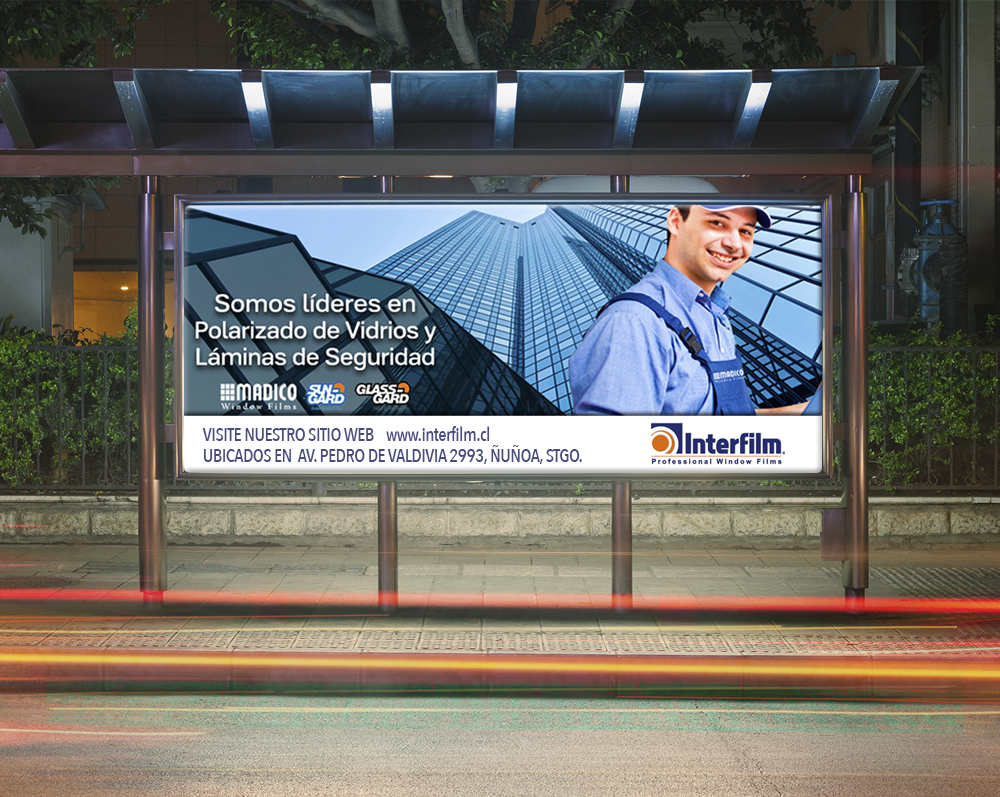 Somos líderes en
Polarizado de Vidrios y
Láminas de Seguridad
MADICO
Window Films
SUN-
GARD
GLASS-
GARD
MADICO
VISITE NUESTRO SITIO WEB www.interfilm.cl
UBICADOS EN AV. PEDRO DE VALDIVIA 2993, ÑUÑOA, STGO.
Interfilm
Professional Window Films